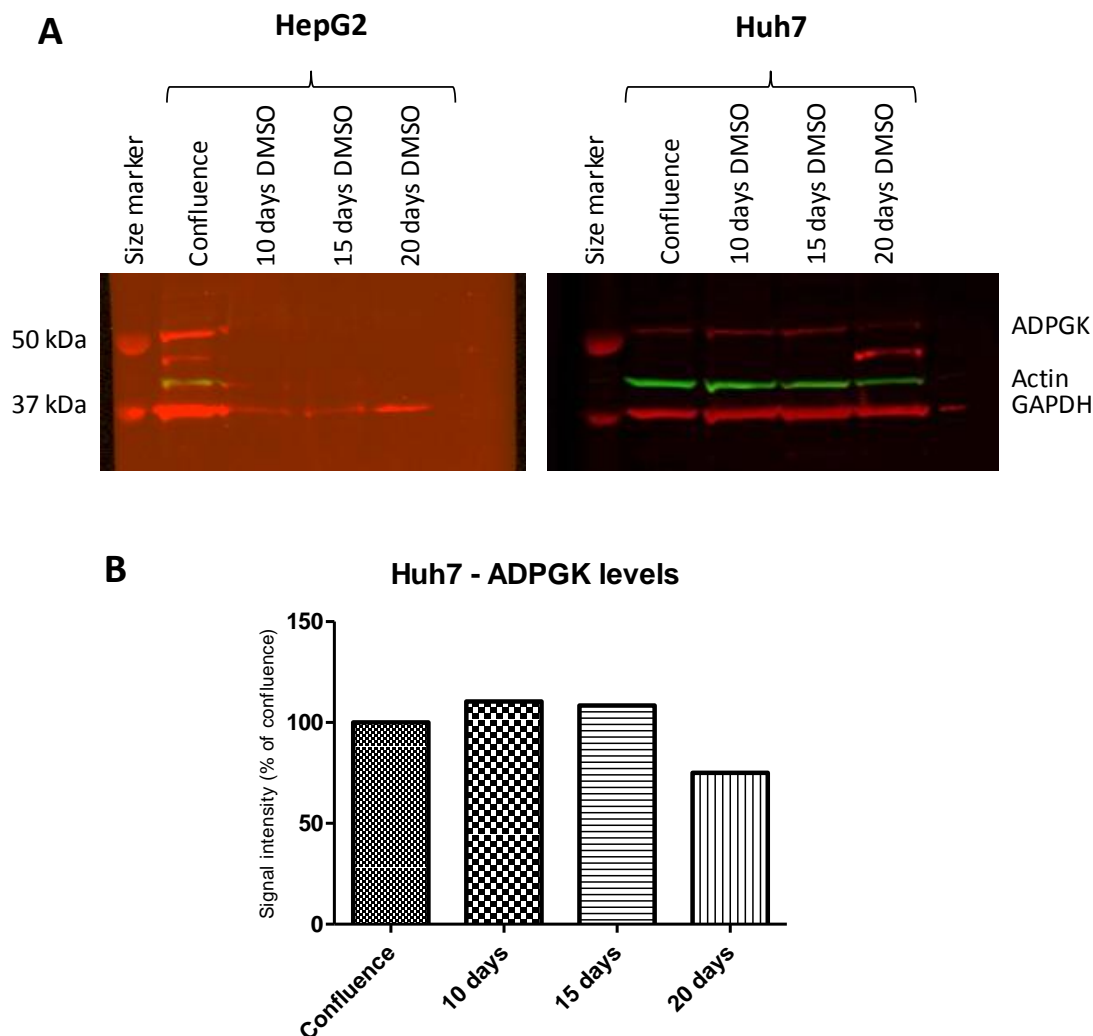 A
HepG2
Huh7
Size marker
Confluence
10 days DMSO
15 days DMSO
20 days DMSO
Size marker
Confluence
10 days DMSO
15 days DMSO
20 days DMSO
50 kDa
37 kDa
ADPGK
Actin
GAPDH
B
Huh7 - ADPGK levels
Signal intensity (% of confluence)
150
100
50
0
Confluence
10 days
15 days
20 days